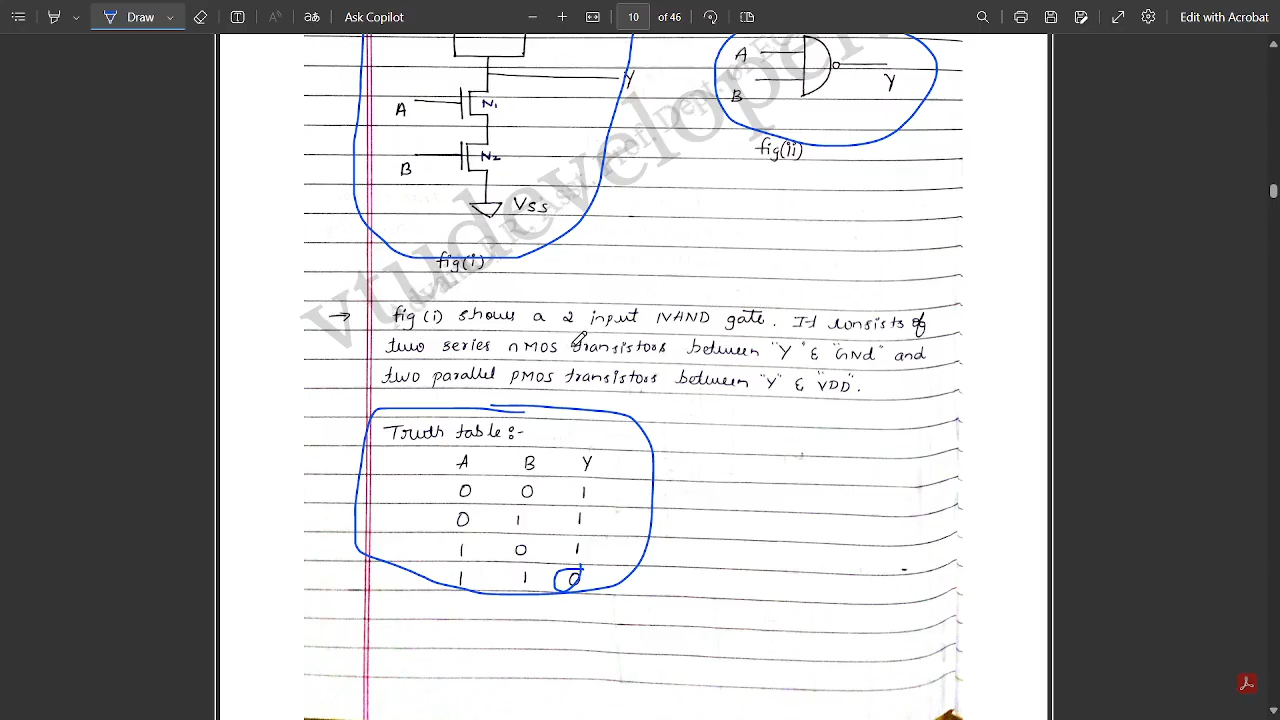 Draw
Ask Copilot
10 of 46
Edit with Acrobat
A
B
Y
fig(ii)
Y
A
N1
B
N2
Vss
fig(i)
vtudeveloper
→ fig (i) shows a 2 input NAND gate. It consists of
two series nMOS transistors between "Y" & "GNd" and
two parallel PMOS transistors between "Y" & "VDD".
Truth table:-
A B Y
0 0 1
0 1 1
1 0 1
1 1 0